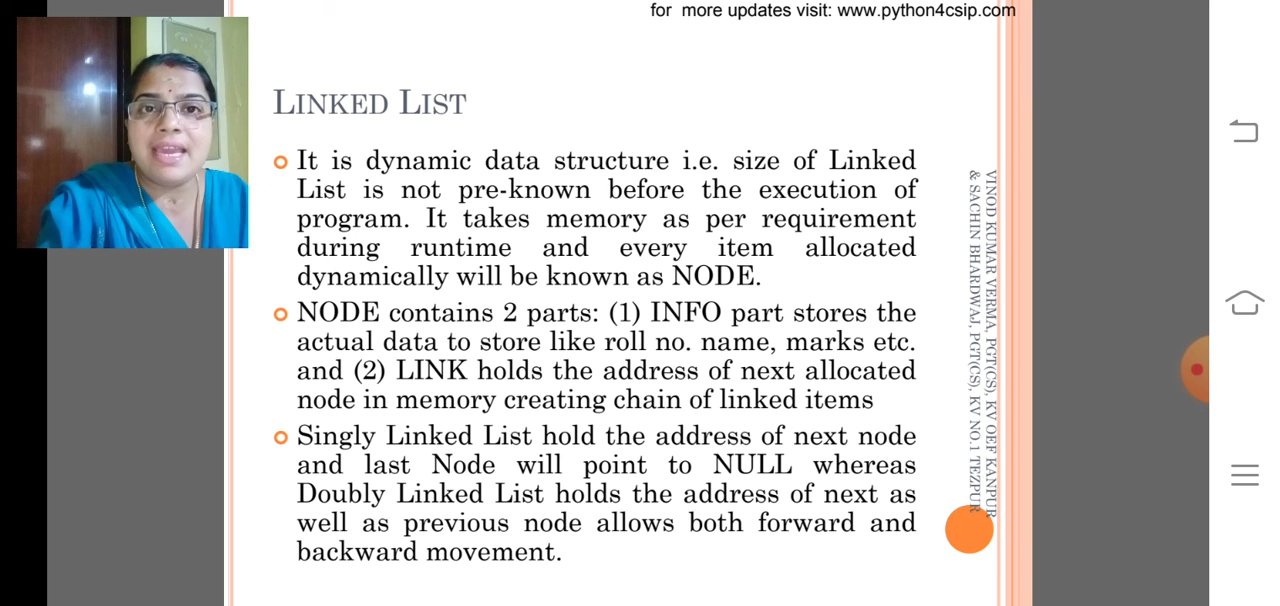 for more updates visit: www.python4csip.com
LINKED LIST
It is dynamic data structure i.e. size of Linked
List is not pre-known before the execution of
program. It takes memory as per requirement
during runtime and every item allocated
dynamically will be known as NODE.
NODE contains 2 parts: (1) INFO part stores the
actual data to store like roll no. name, marks etc.
and (2) LINK holds the address of next allocated
node in memory creating chain of linked items
Singly Linked List hold the address of next node
and last Node will point to NULL whereas
Doubly Linked List holds the address of next as
well as previous node allows both forward and
backward movement.
VINOD KUMAR VERMA, PGT(CS), KV OEF KANPUR
& SACHIN BHARDWAJ, PGT(CS), KV NO.1 TEZPUR